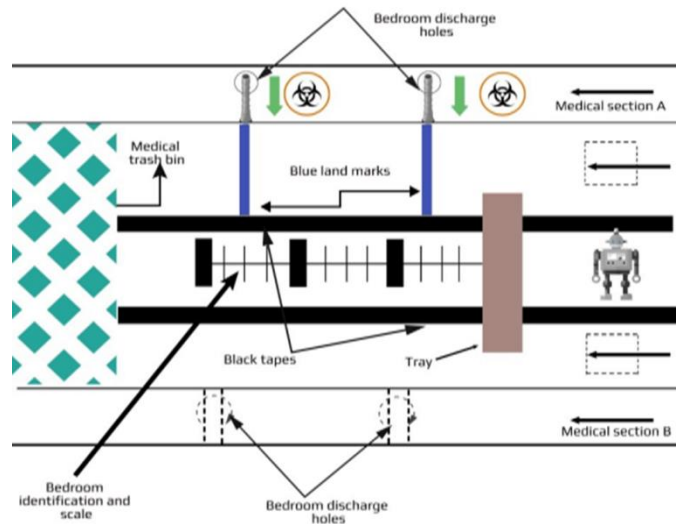 Bedroom discharge
holes
Medical section A
Medical
trash bin
Blue land marks
Black tapes
Tray
Medical section B
Bedroom
identification and
scale
Bedroom discharge
holes